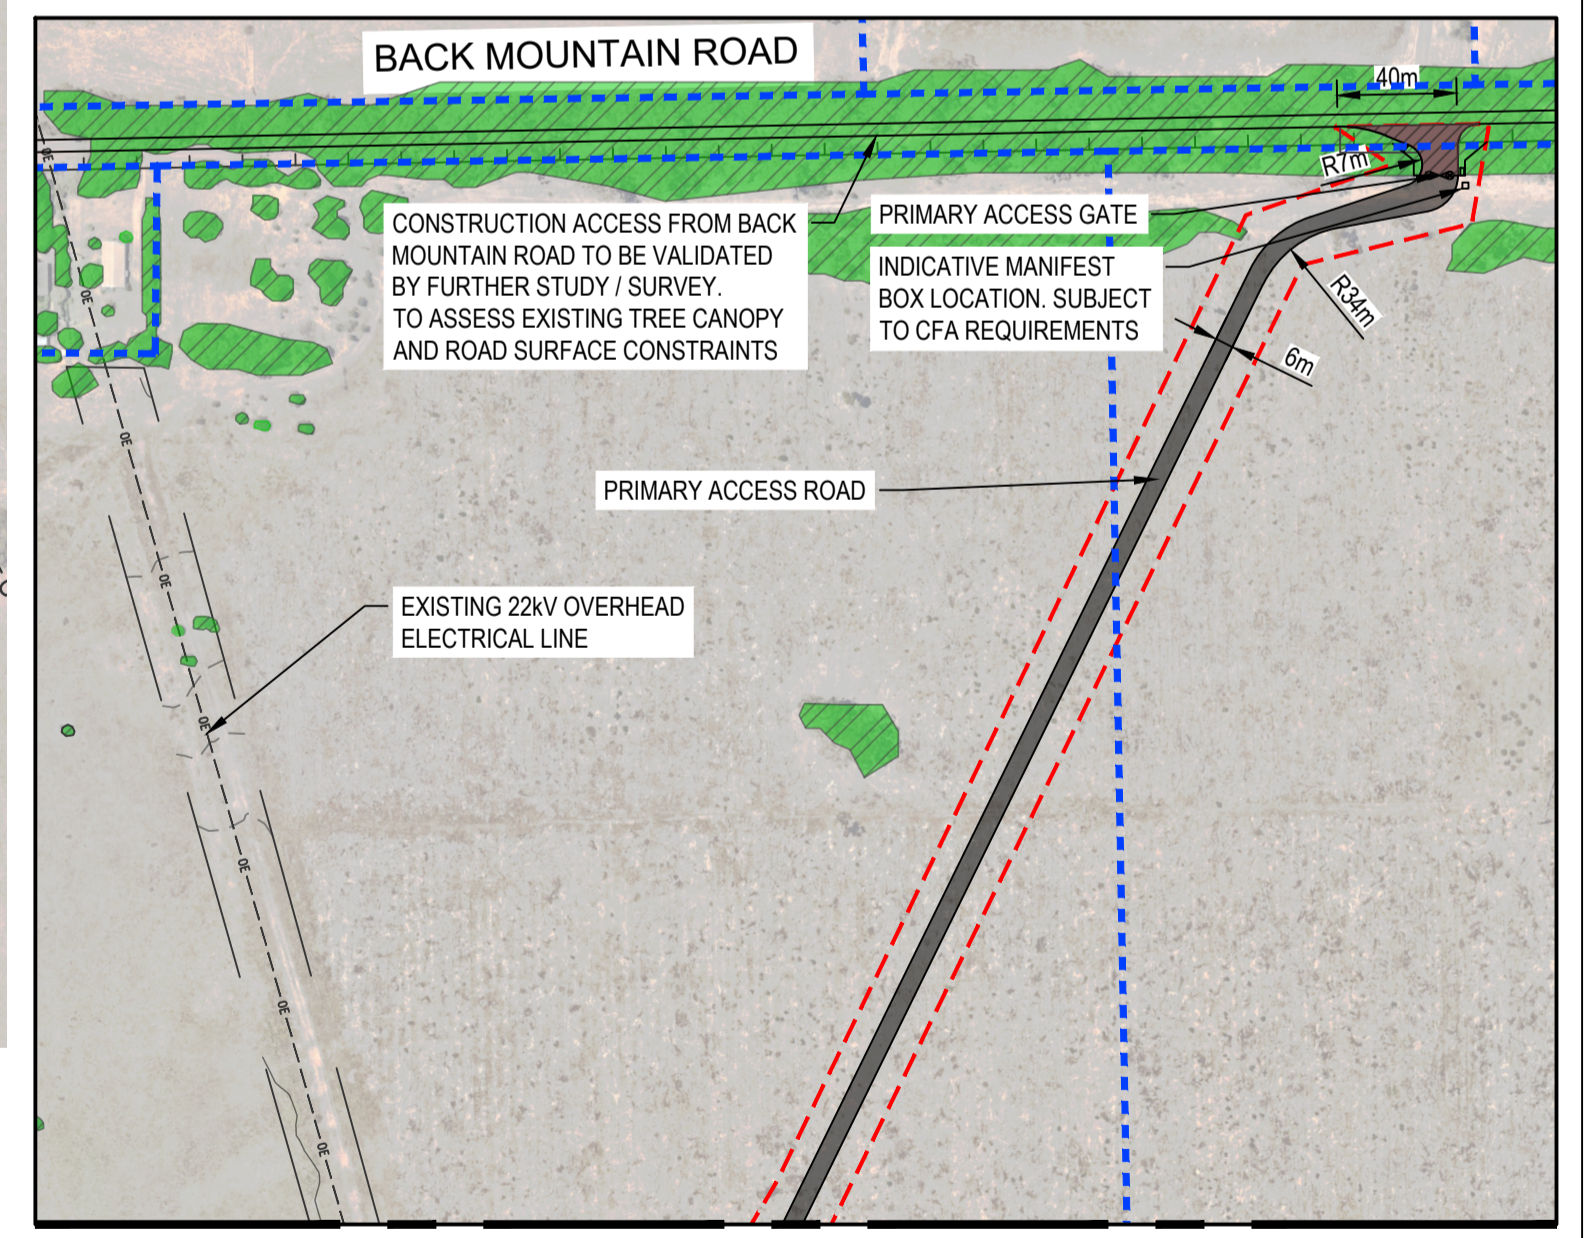 BACK MOUNTAIN ROAD
40m
R7m
CONSTRUCTION ACCESS FROM BACK
MOUNTAIN ROAD TO BE VALIDATED
BY FURTHER STUDY / SURVEY.
TO ASSESS EXISTING TREE CANOPY
AND ROAD SURFACE CONSTRAINTS
PRIMARY ACCESS GATE
INDICATIVE MANIFEST
BOX LOCATION. SUBJECT
TO CFA REQUIREMENTS
R34m
6m
PRIMARY ACCESS ROAD
EXISTING 22kV OVERHEAD
ELECTRICAL LINE
OE
OE
OE
OE
OE
OE
OE
OE